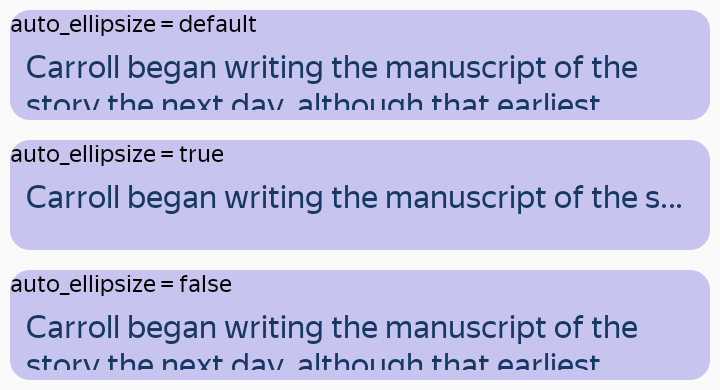 auto_ellipsize = default
Carroll began writing the manuscript of the
story the next day, although that earliest
auto_ellipsize = true
Carroll began writing the manuscript of the s...
auto_ellipsize = false
Carroll began writing the manuscript of the
story the next day, although that earliest